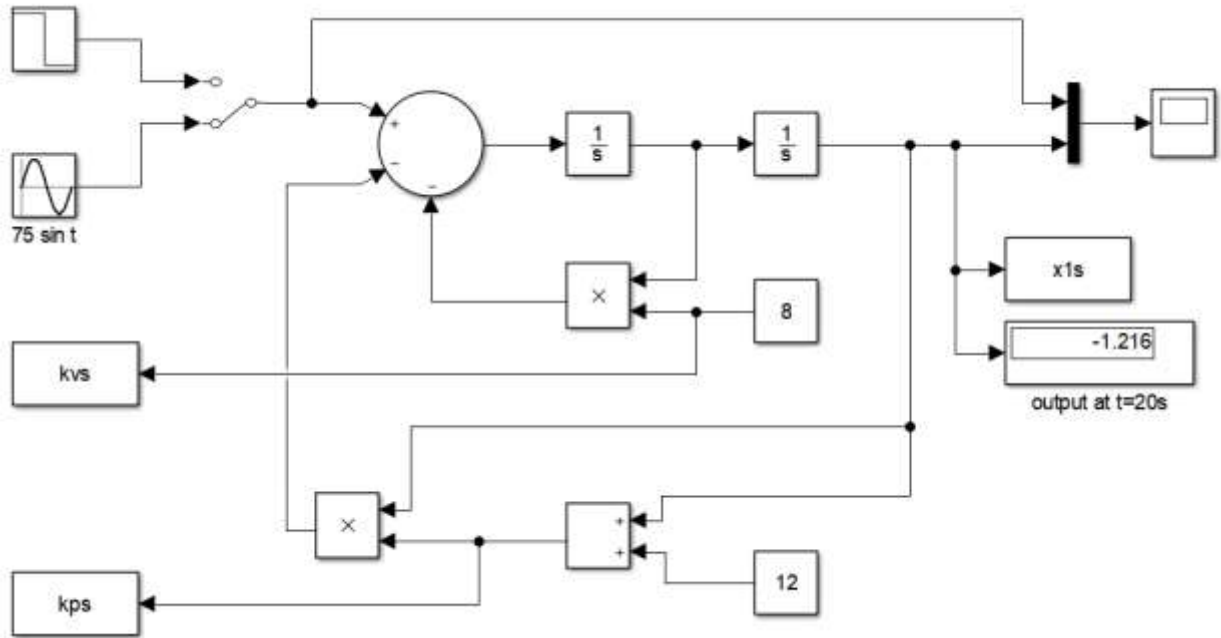 75 sin t
+
−
−
1
s
1
s
×
8
kvs
x1s
-1.216
output at t=20s
×
+
+
12
kps